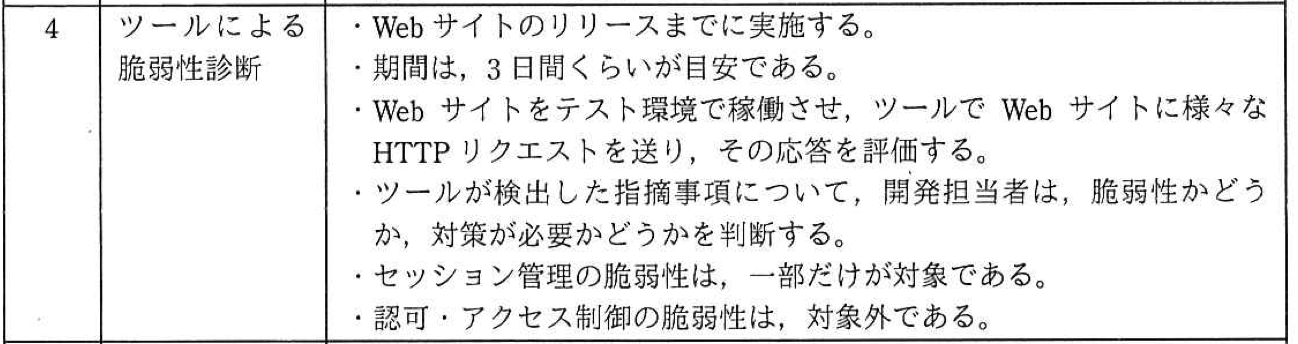 4
ツールによる
脆弱性診断
・Web サイトのリリースまでに実施する。
・期間は，3 日間くらいが目安である。
・Web サイトをテスト環境で稼働させ，ツールで Web サイトに様々な
HTTP リクエストを送り，その応答を評価する。
・ツールが検出した指摘事項について，開発担当者は，脆弱性かどう
か，対策が必要かどうかを判断する。
・セッション管理の脆弱性は，一部だけが対象である。
・認可・アクセス制御の脆弱性は，対象外である。